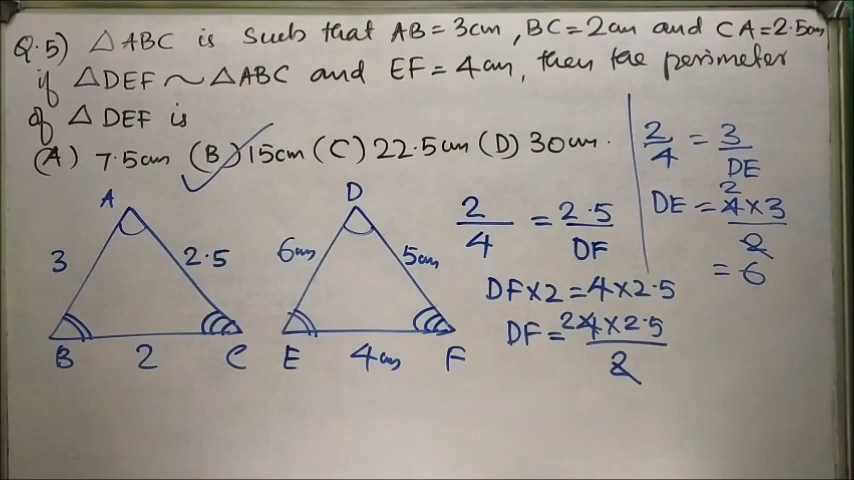 Q.5) △ABC is such that AB=3cm, BC=2cm and CA=2.5cm
if △DEF ~ △ABC and EF=4cm, then the perimeter
of △DEF is
(A) 7.5cm (B) 15cm (C) 22.5cm (D) 30cm.
A
3
2.5
B
2
C
D
6cm
5cm
E
4cm
F
2/4 = 2.5/DF
DF×2=4×2.5
DF= 2 4×2.5/2
2/4 = 3/DE
DE = 2 4×3/2
= 6